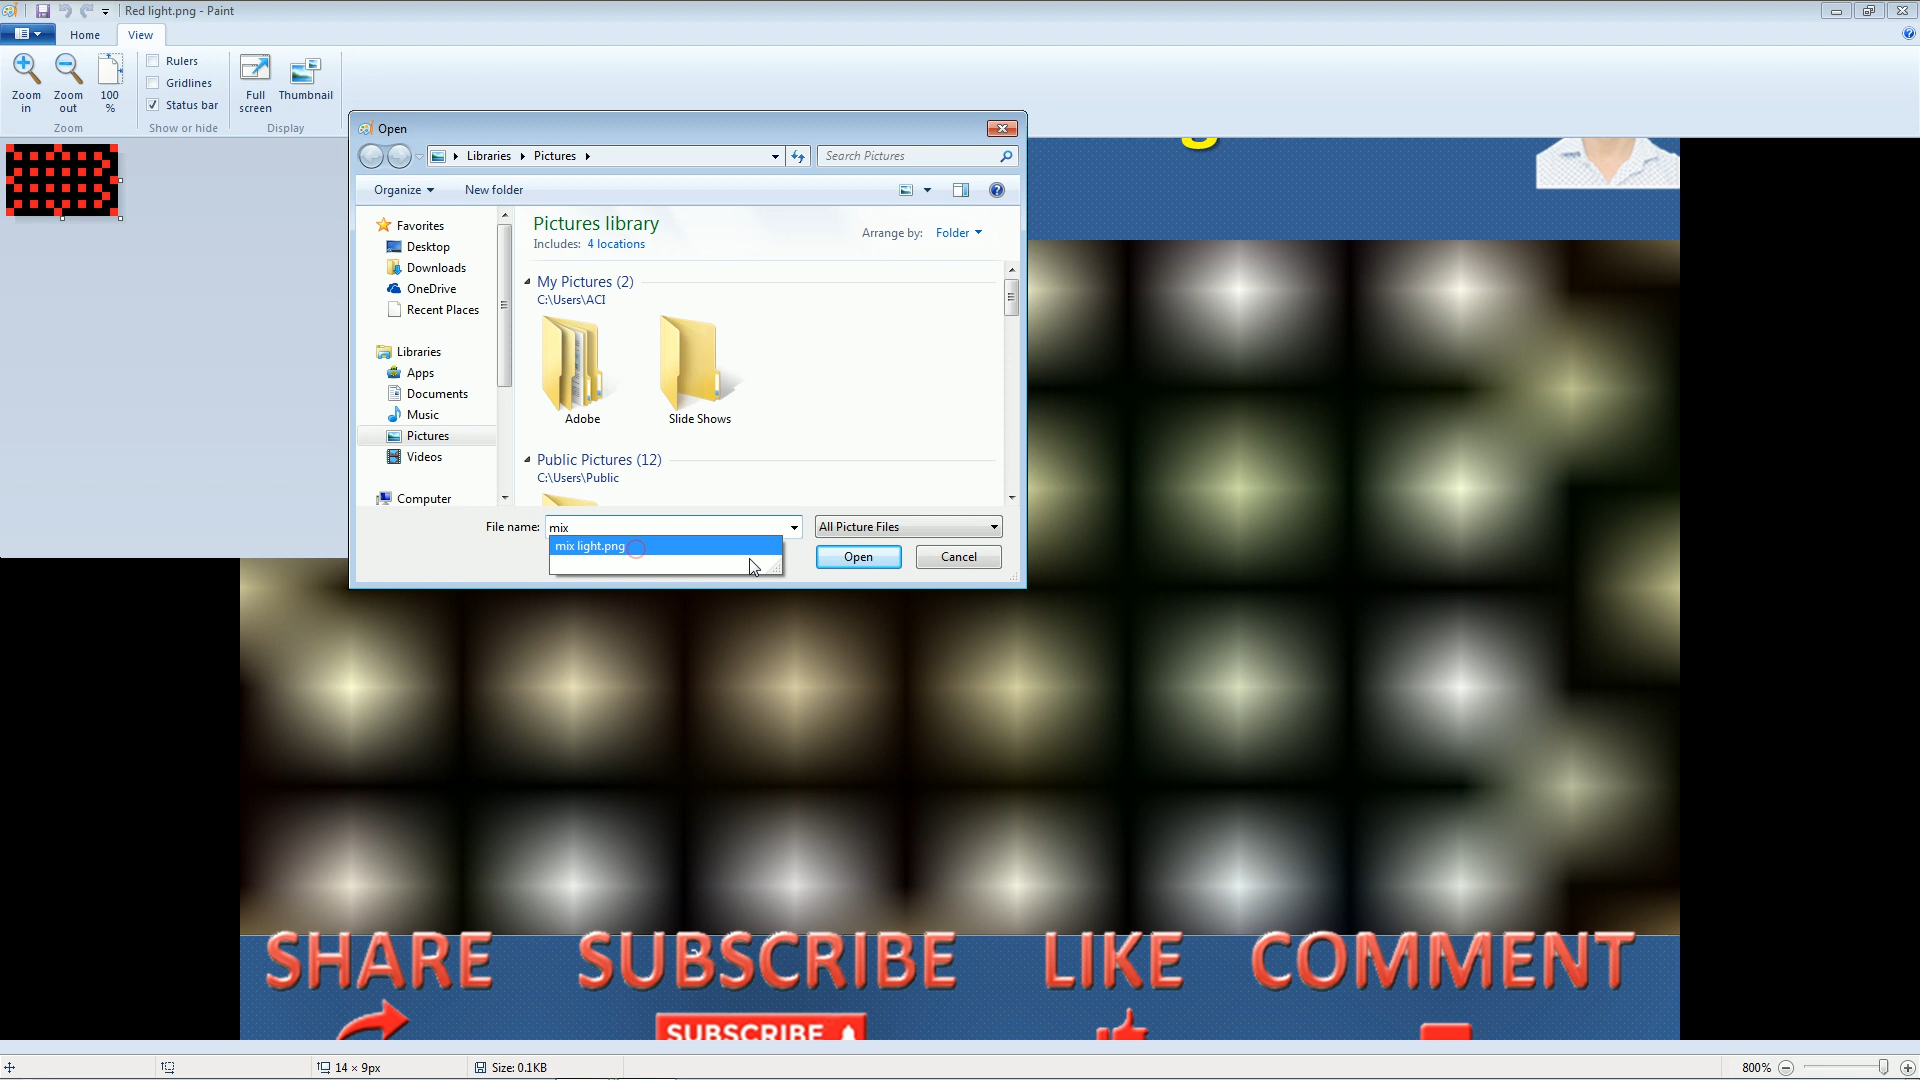 Red light.png - Paint
Home
View
Zoom in
Zoom out
100 %
Rulers
Gridlines
Status bar
Full screen
Thumbnail
Zoom
Show or hide
Display
Open
Libraries
Pictures
Search Pictures
Organize
New folder
Favorites
Desktop
Downloads
OneDrive
Recent Places
Libraries
Apps
Documents
Music
Pictures
Videos
Computer
Pictures library
Includes: 4 locations
Arrange by: Folder
My Pictures (2)
C:\Users\ACI
Adobe
Slide Shows
Public Pictures (12)
C:\Users\Public
File name: mix
All Picture Files
mix light.png
Open
Cancel
SHARE SUBSCRIBE LIKE COMMENT
SUBSCRIBE
14 × 9px
Size: 0.1KB
800%